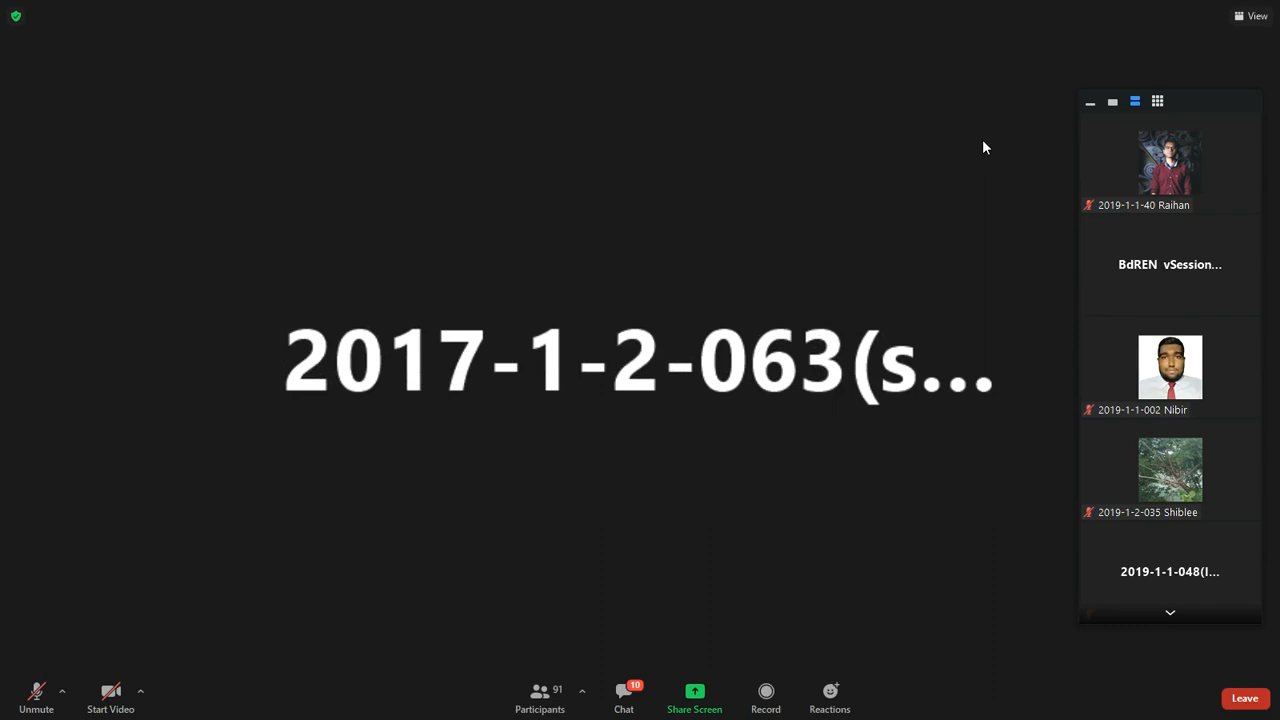 View
2019-1-1-40 Raihan
BdREN vSession...
2017-1-2-063(s...
2019-1-1-002 Nibir
2019-1-2-035 Shiblee
2019-1-1-048(I...
Unmute
Start Video
91
Participants
10
Chat
Share Screen
Record
Reactions
Leave